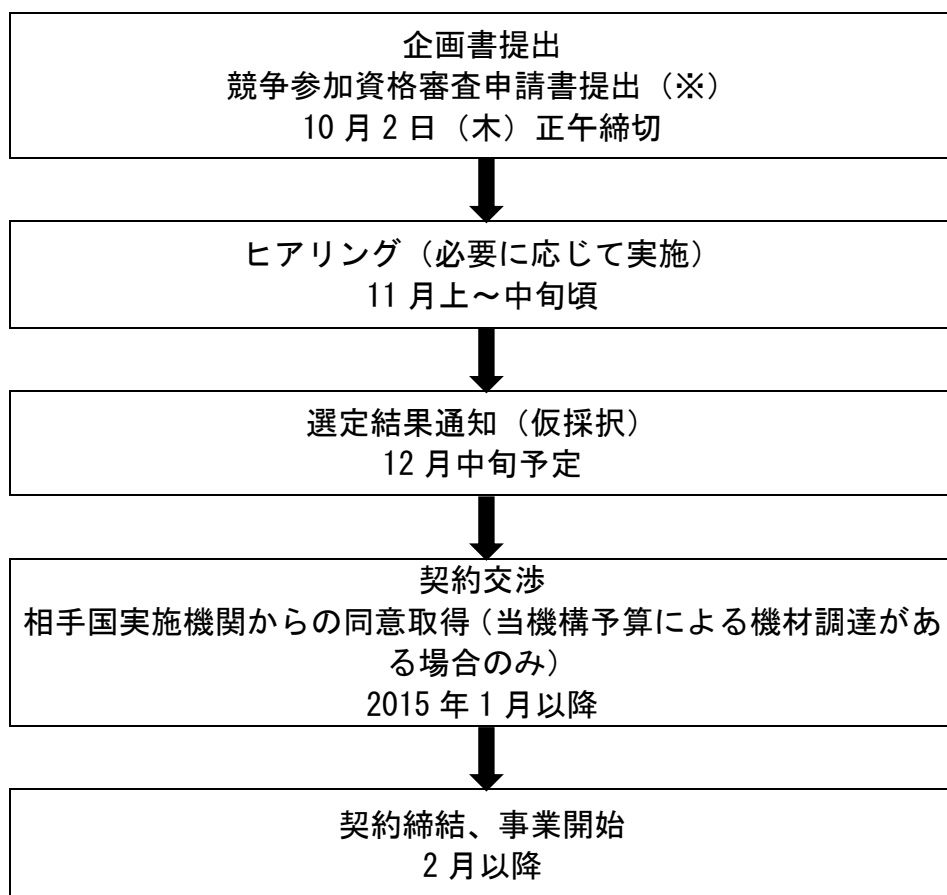 企画書提出
競争参加資格審査申請書提出（※）
10月2日（木）正午締切
ヒアリング（必要に応じて実施）
11月上～中旬頃
選定結果通知（仮採択）
12月中旬予定
契約交渉
相手国実施機関からの同意取得（当機構予算による機材調達があ
る場合のみ）
2015年1月以降
契約締結、事業開始
2月以降